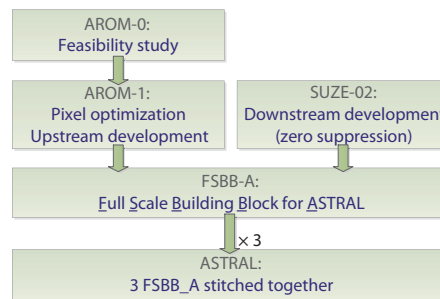 AROM-0:
Feasibility study
AROM-1:
Pixel optimization
Upstream development
SUZE-02:
Downstream development
(zero suppression)
FSBB-A:
Full Scale Building Block for ASTRAL
× 3
ASTRAL:
3 FSBB_A stitched together